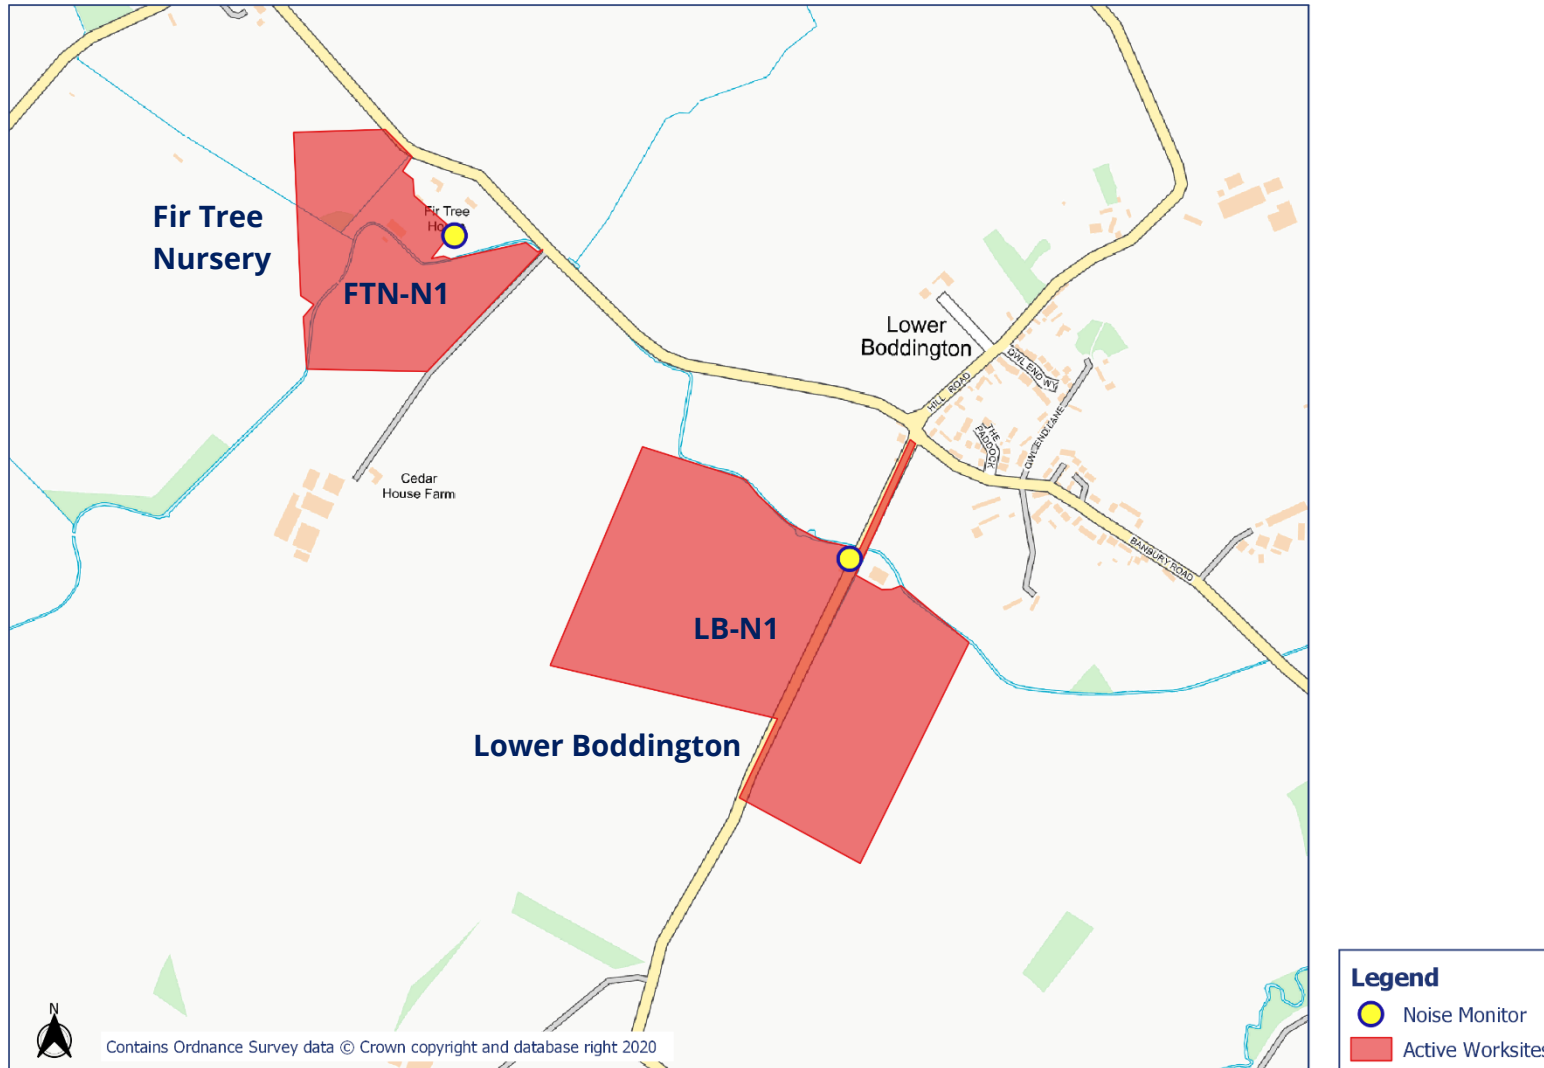 Fir Tree
Nursery
Fir Tree
FTN-N1
Lower
Boddington
OWL END WY
HILL ROAD
THE
PADDOCK
OWL END LANE
Cedar
House Farm
BANBURY ROAD
LB-N1
Lower Boddington
N
Contains Ordnance Survey data © Crown copyright and database right 2020
Legend
Noise Monitor
Active Worksites